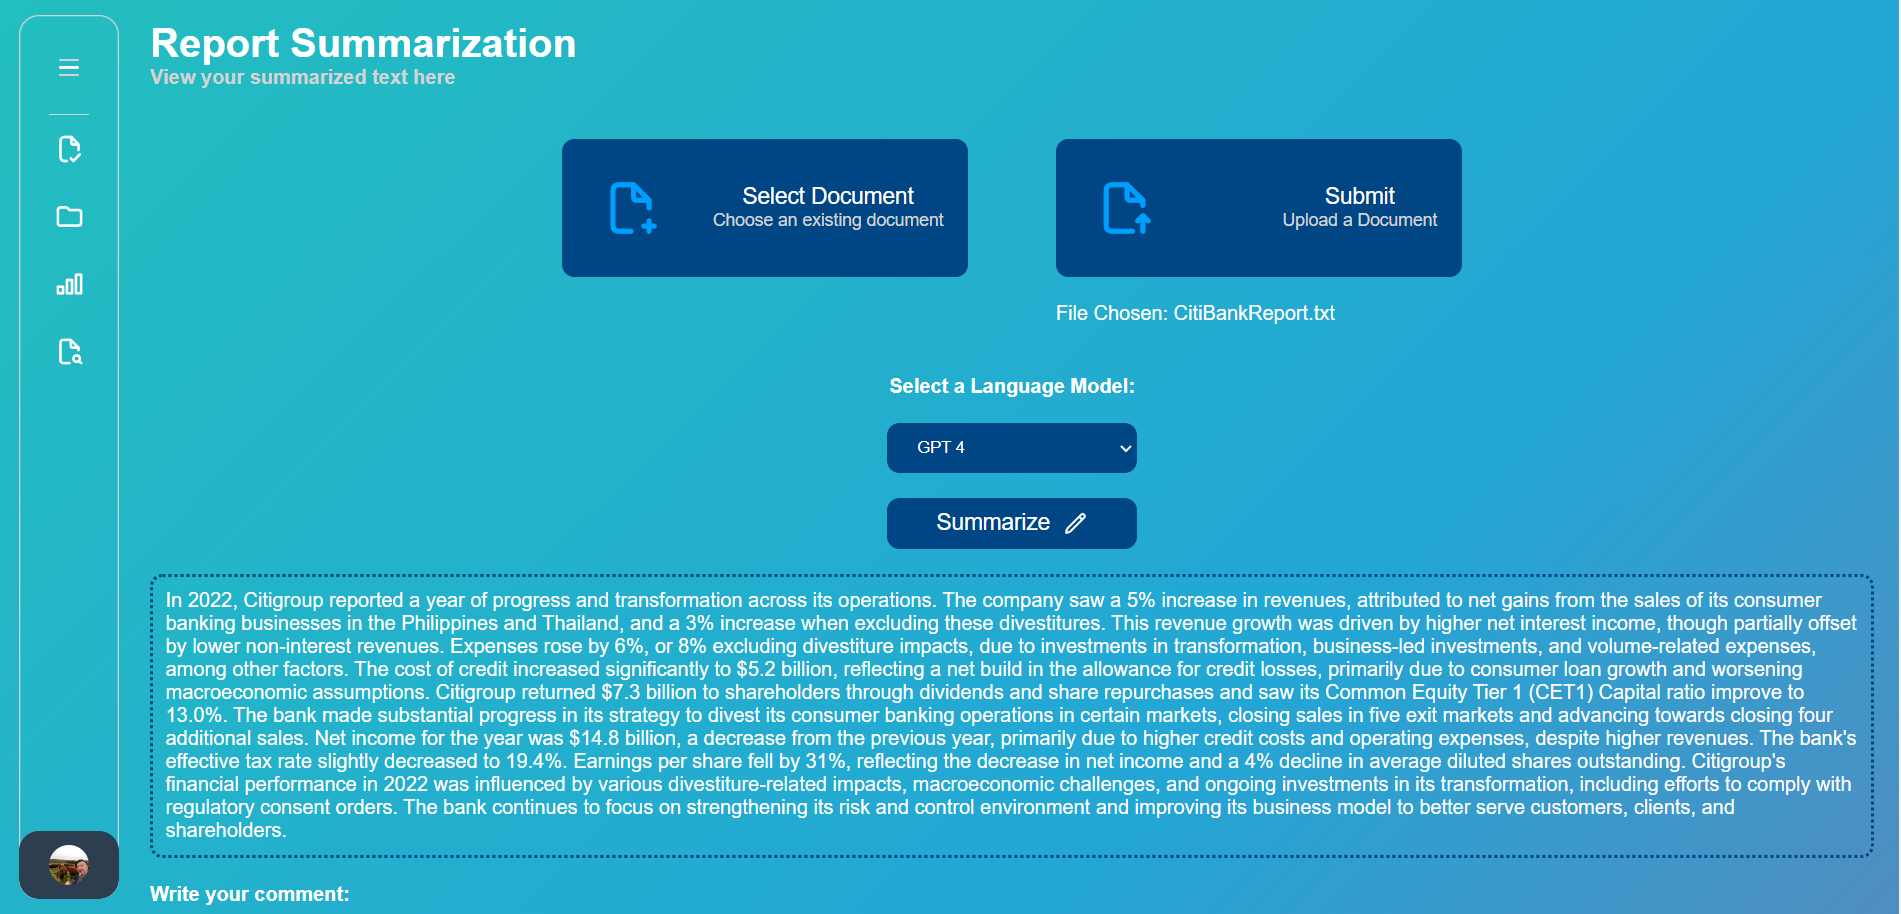 Report Summarization
View your summarized text here
Select Document
Choose an existing document
Submit
Upload a Document
File Chosen: CitiBankReport.txt
Select a Language Model:
GPT 4
Summarize
In 2022, Citigroup reported a year of progress and transformation across its operations. The company saw a 5% increase in revenues, attributed to net gains from the sales of its consumer
banking businesses in the Philippines and Thailand, and a 3% increase when excluding these divestitures. This revenue growth was driven by higher net interest income, though partially offset
by lower non-interest revenues. Expenses rose by 6%, or 8% excluding divestiture impacts, due to investments in transformation, business-led investments, and volume-related expenses,
among other factors. The cost of credit increased significantly to $5.2 billion, reflecting a net build in the allowance for credit losses, primarily due to consumer loan growth and worsening
macroeconomic assumptions. Citigroup returned $7.3 billion to shareholders through dividends and share repurchases and saw its Common Equity Tier 1 (CET1) Capital ratio improve to
13.0%. The bank made substantial progress in its strategy to divest its consumer banking operations in certain markets, closing sales in five exit markets and advancing towards closing four
additional sales. Net income for the year was $14.8 billion, a decrease from the previous year, primarily due to higher credit costs and operating expenses, despite higher revenues. The bank's
effective tax rate slightly decreased to 19.4%. Earnings per share fell by 31%, reflecting the decrease in net income and a 4% decline in average diluted shares outstanding. Citigroup's
financial performance in 2022 was influenced by various divestiture-related impacts, macroeconomic challenges, and ongoing investments in its transformation, including efforts to comply with
regulatory consent orders. The bank continues to focus on strengthening its risk and control environment and improving its business model to better serve customers, clients, and
shareholders.
Write your comment: